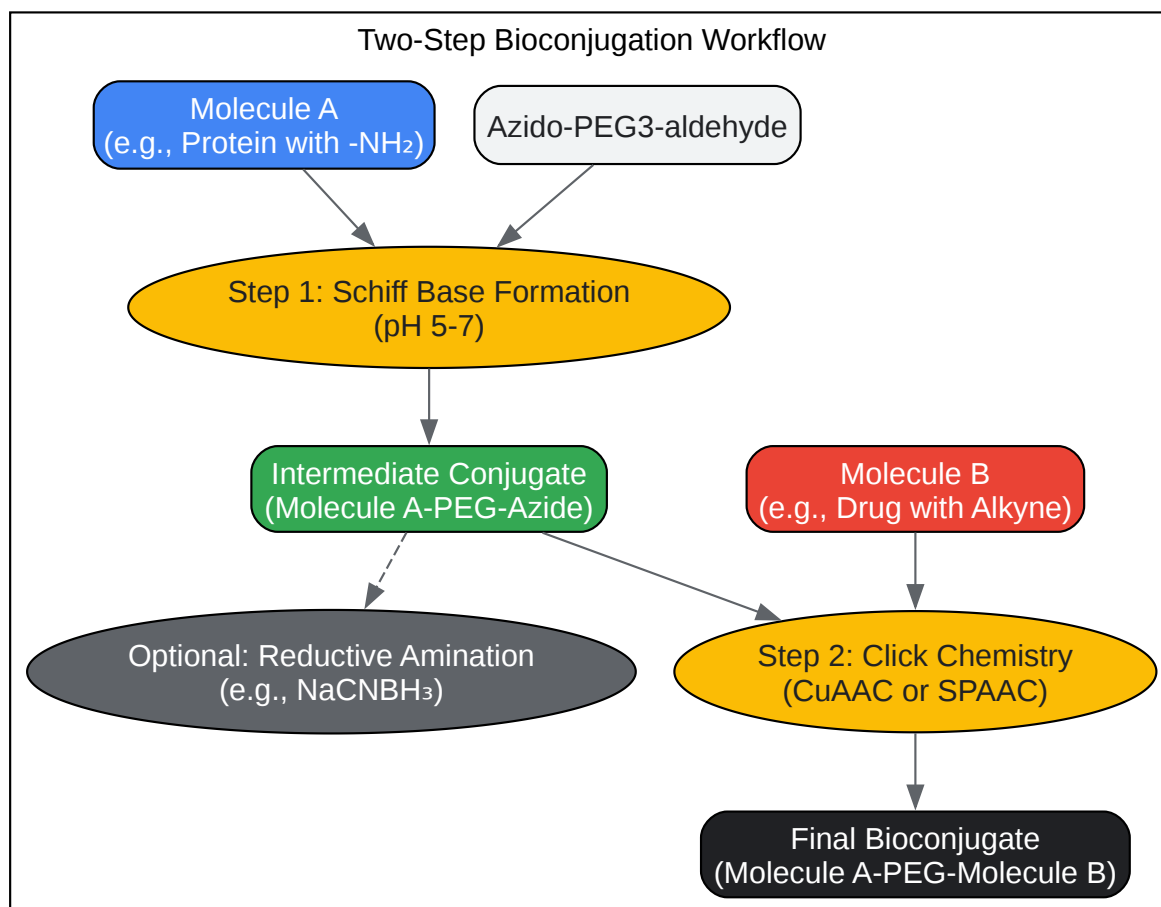 Two-Step Bioconjugation Workflow
Molecule A
(e.g., Protein with -NH₂)
Azido-PEG3-aldehyde
Step 1: Schiff Base Formation
(pH 5-7)
Intermediate Conjugate
(Molecule A-PEG-Azide)
Molecule B
(e.g., Drug with Alkyne)
Optional: Reductive Amination
(e.g., NaCNBH₃)
Step 2: Click Chemistry
(CuAAC or SPAAC)
Final Bioconjugate
(Molecule A-PEG-Molecule B)